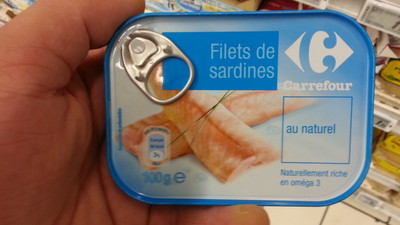 Filets de
sardines
Carrefour
au naturel
Naturellement riche
en oméga 3
100g e